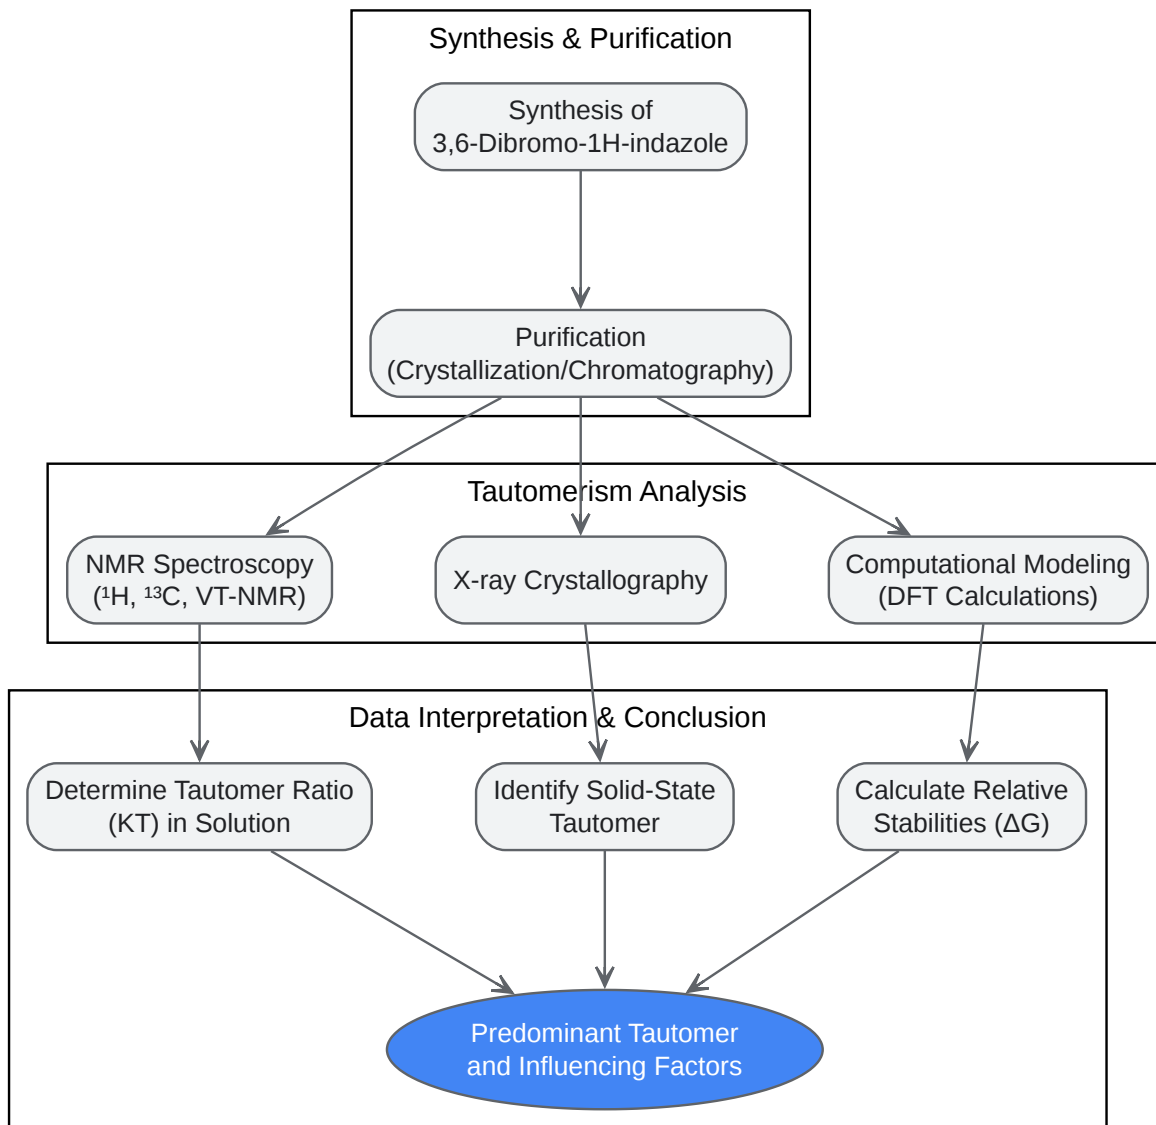 Synthesis & Purification
Synthesis of
3,6-Dibromo-1H-indazole
Purification
(Crystallization/Chromatography)
Tautomerism Analysis
NMR Spectroscopy
(¹H, ¹³C, VT-NMR)
X-ray Crystallography
Computational Modeling
(DFT Calculations)
Data Interpretation & Conclusion
Determine Tautomer Ratio
(KT) in Solution
Identify Solid-State
Tautomer
Calculate Relative
Stabilities (ΔG)
Predominant Tautomer
and Influencing Factors